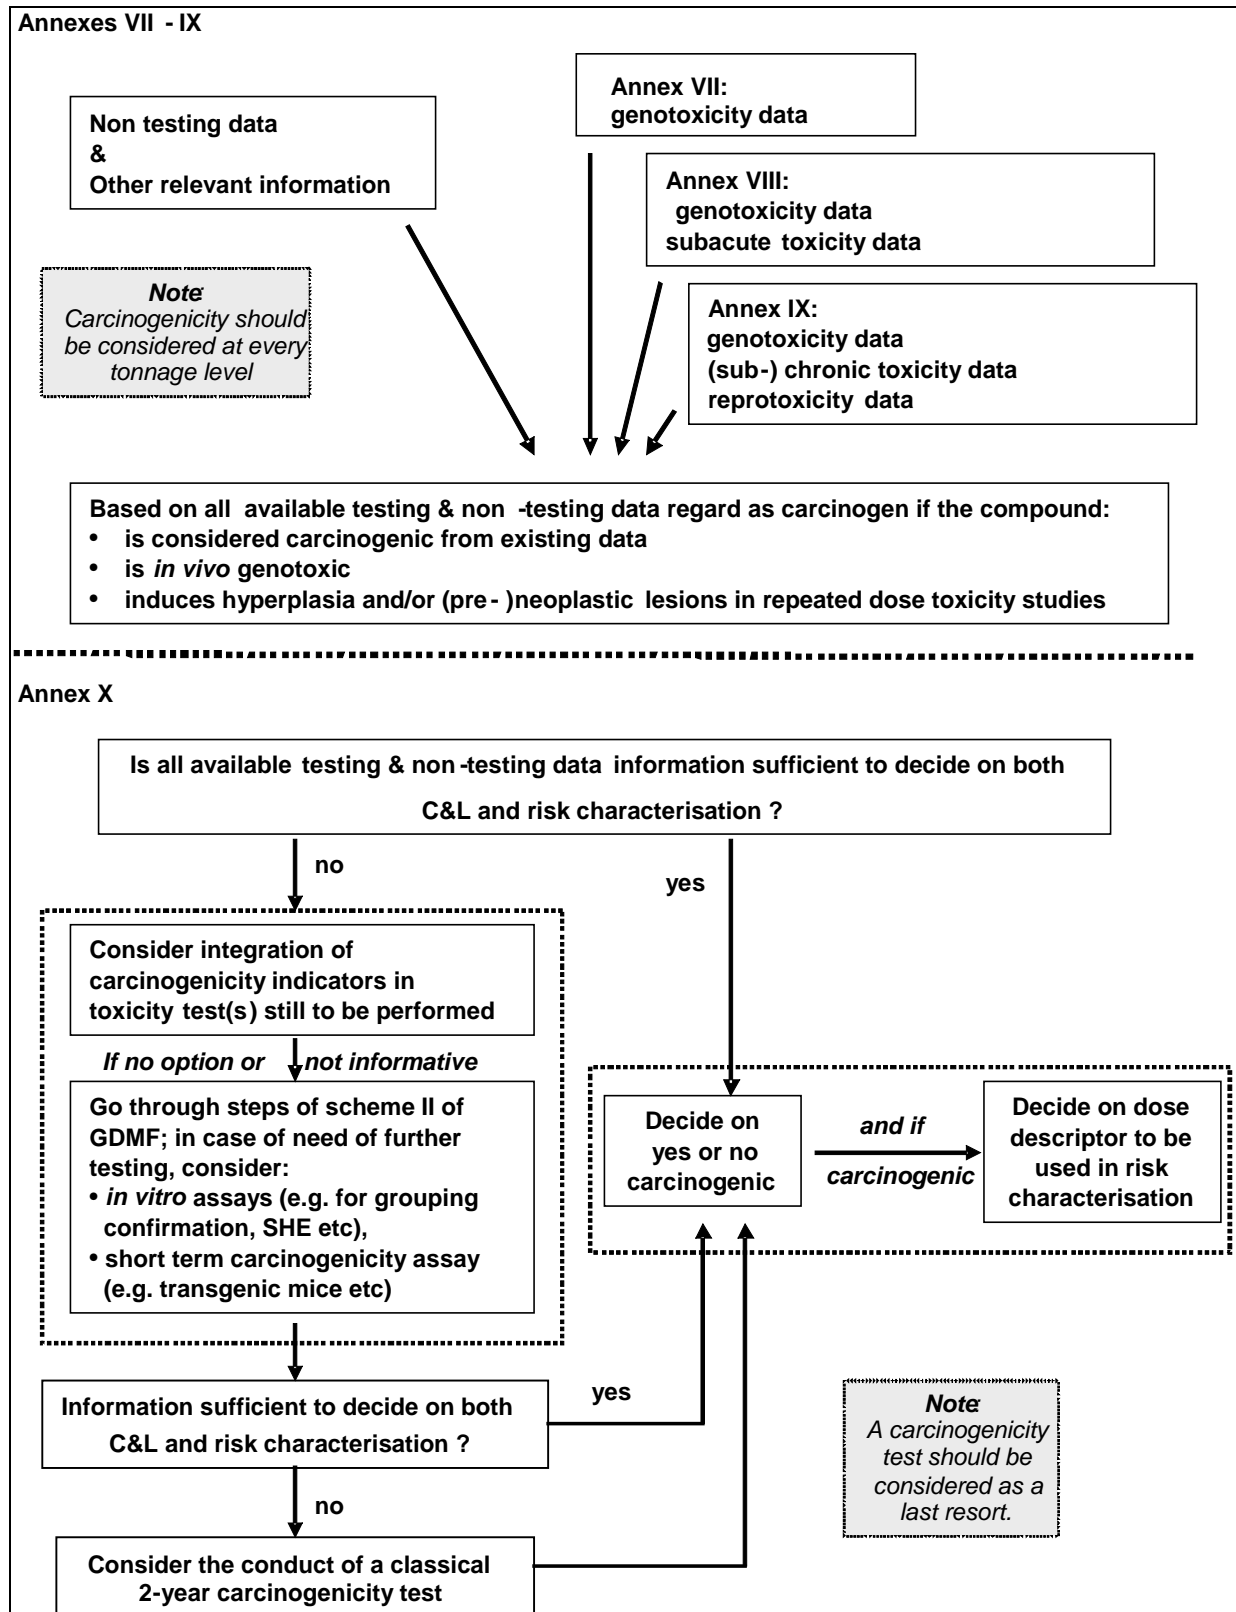 Annexes VII - IX
Non testing data
&
Other relevant information
Annex VII:
genotoxicity data
Annex VIII:
genotoxicity data
subacute toxicity data
Annex IX:
genotoxicity data
(sub-) chronic toxicity data
reprotoxicity data
Note:
Carcinogenicity should
be considered at every
tonnage level
Based on all available testing & non -testing data regard as carcinogen if the compound:
• is considered carcinogenic from existing data
• is in vivo genotoxic
• induces hyperplasia and/or (pre- )neoplastic lesions in repeated dose toxicity studies
Annex X
Is all available testing & non-testing data information sufficient to decide on both
C&L and risk characterisation ?
no
yes
Consider integration of
carcinogenicity indicators in
toxicity test(s) still to be performed
If no option or not informative
Go through steps of scheme II of
GDMF; in case of need of further
testing, consider:
• in vitro assays (e.g. for grouping
confirmation, SHE etc),
• short term carcinogenicity assay
(e.g. transgenic mice etc)
Decide on
yes or no
carcinogenic
and if
carcinogenic
Decide on dose
descriptor to be
used in risk
characterisation
Information sufficient to decide on both
C&L and risk characterisation ?
yes
no
Consider the conduct of a classical
2-year carcinogenicity test
Note:
A carcinogenicity
test should be
considered as a
last resort.